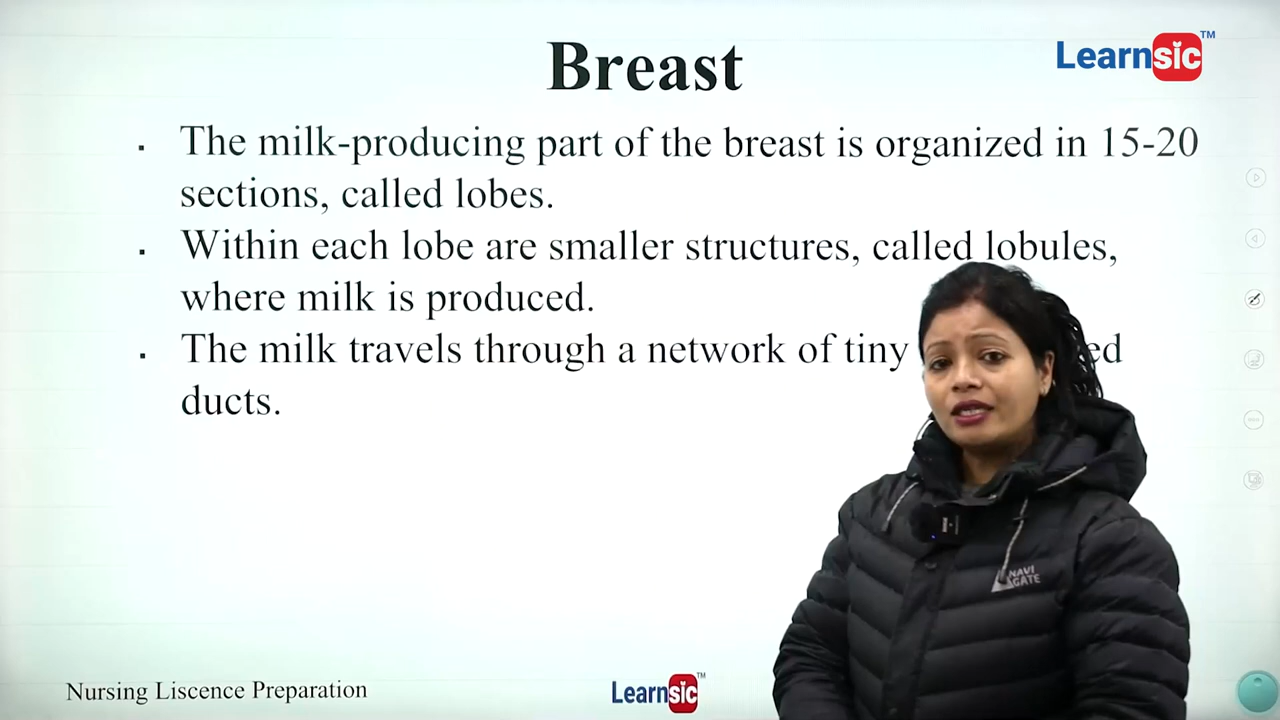 Breast
Learnsic™
▪ The milk-producing part of the breast is organized in 15-20
sections, called lobes.
▪ Within each lobe are smaller structures, called lobules,
where milk is produced.
▪ The milk travels through a network of tiny
ducts.
NAVI
GATE
Nursing Liscence Preparation
Learnsic™